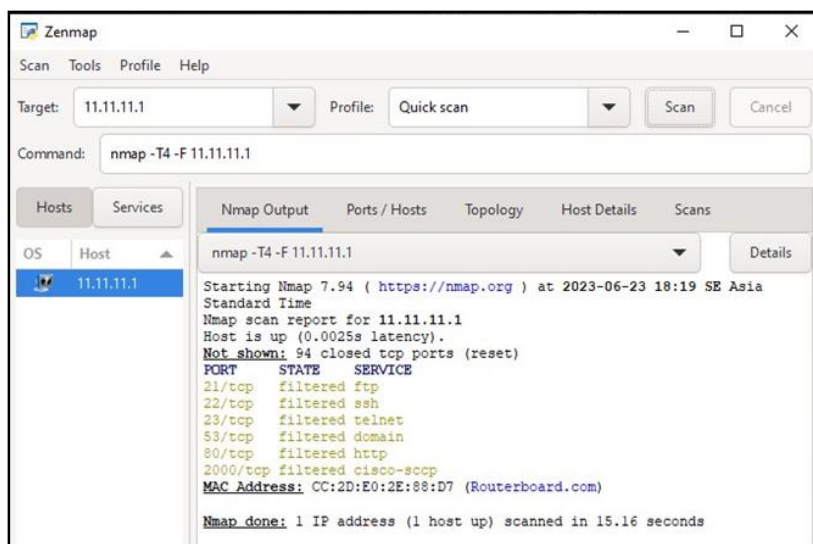 Zenmap
Scan Tools Profile Help
Target: 11.11.11.1 Profile: Quick scan Scan Cancel
Command: nmap -T4 -F 11.11.11.1
Hosts Services Nmap Output Ports / Hosts Topology Host Details Scans
OS Host nmap -T4 -F 11.11.11.1 Details
11.11.11.1
Starting Nmap 7.94 ( https://nmap.org ) at 2023-06-23 18:19 SE Asia
Standard Time
Nmap scan report for 11.11.11.1
Host is up (0.0025s latency).
Not shown: 94 closed tcp ports (reset)
PORT STATE SERVICE
21/tcp filtered ftp
22/tcp filtered ssh
23/tcp filtered telnet
53/tcp filtered domain
80/tcp filtered http
2000/tcp filtered cisco-sccp
MAC Address: CC:2D:E0:2E:88:D7 (Routerboard.com)
Nmap done: 1 IP address (1 host up) scanned in 15.16 seconds